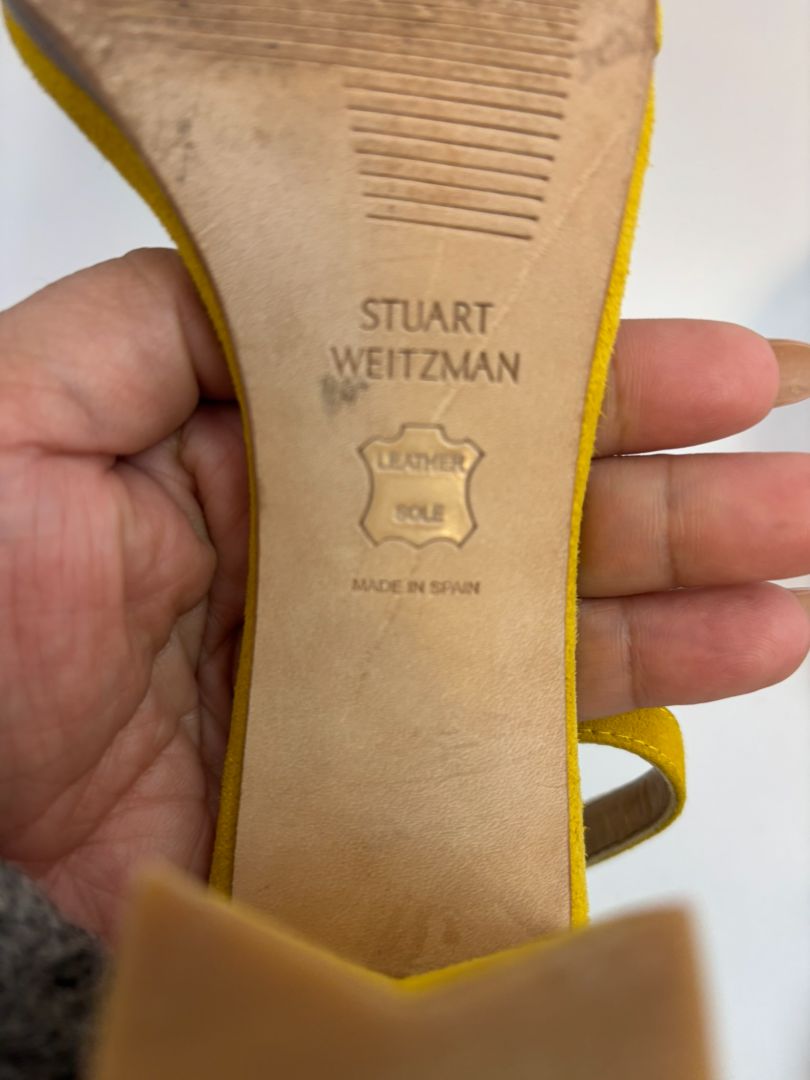 STUART
WEITZMAN
LEATHER
SOLE
MADE IN SPAIN